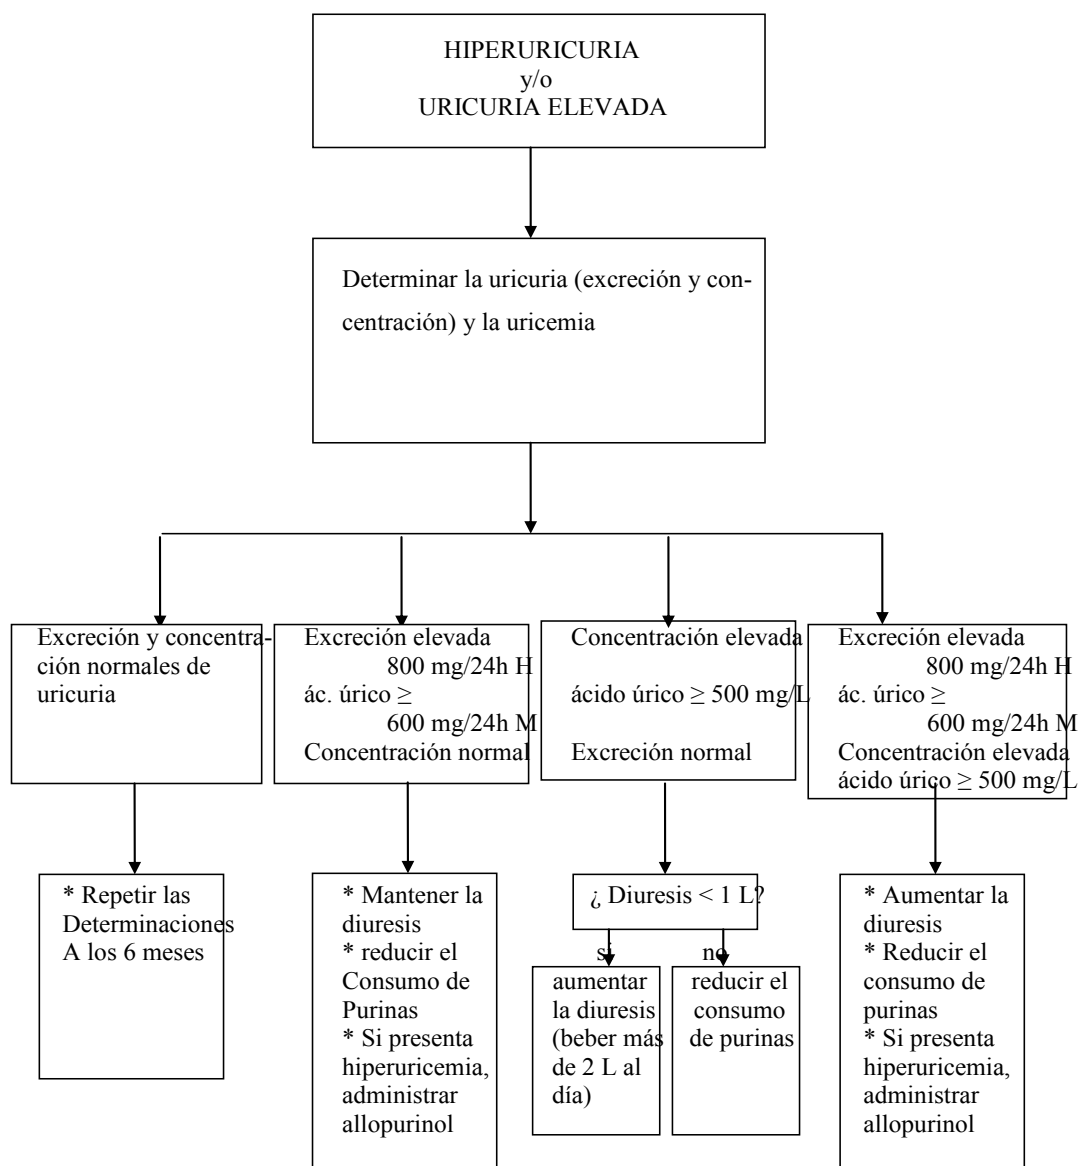 HIPERURICURIA
y/o
URICURIA ELEVADA
Determinar la uricuria (excreción y con-
centración) y la uricemia
Excreción y concentra-
ción normales de
uricuria
Excreción elevada
800 mg/24h H
ác. úrico ≥
600 mg/24h M
Concentración normal
Concentración elevada
ácido úrico ≥ 500 mg/L
Excreción normal
Excreción elevada
800 mg/24h H
ác. úrico ≥
600 mg/24h M
Concentración elevada
ácido úrico ≥ 500 mg/L
* Repetir las
Determinaciones
A los 6 meses
* Mantener la
diuresis
* reducir el
Consumo de
Purinas
* Si presenta
hiperuricemia,
administrar
allopurinol
¿ Diuresis < 1 L?
si
no
aumentar
la diuresis
(beber más
de 2 L al
día)
reducir el
consumo
de purinas
* Aumentar la
diuresis
* Reducir el
consumo de
purinas
* Si presenta
hiperuricemia,
administrar
allopurinol